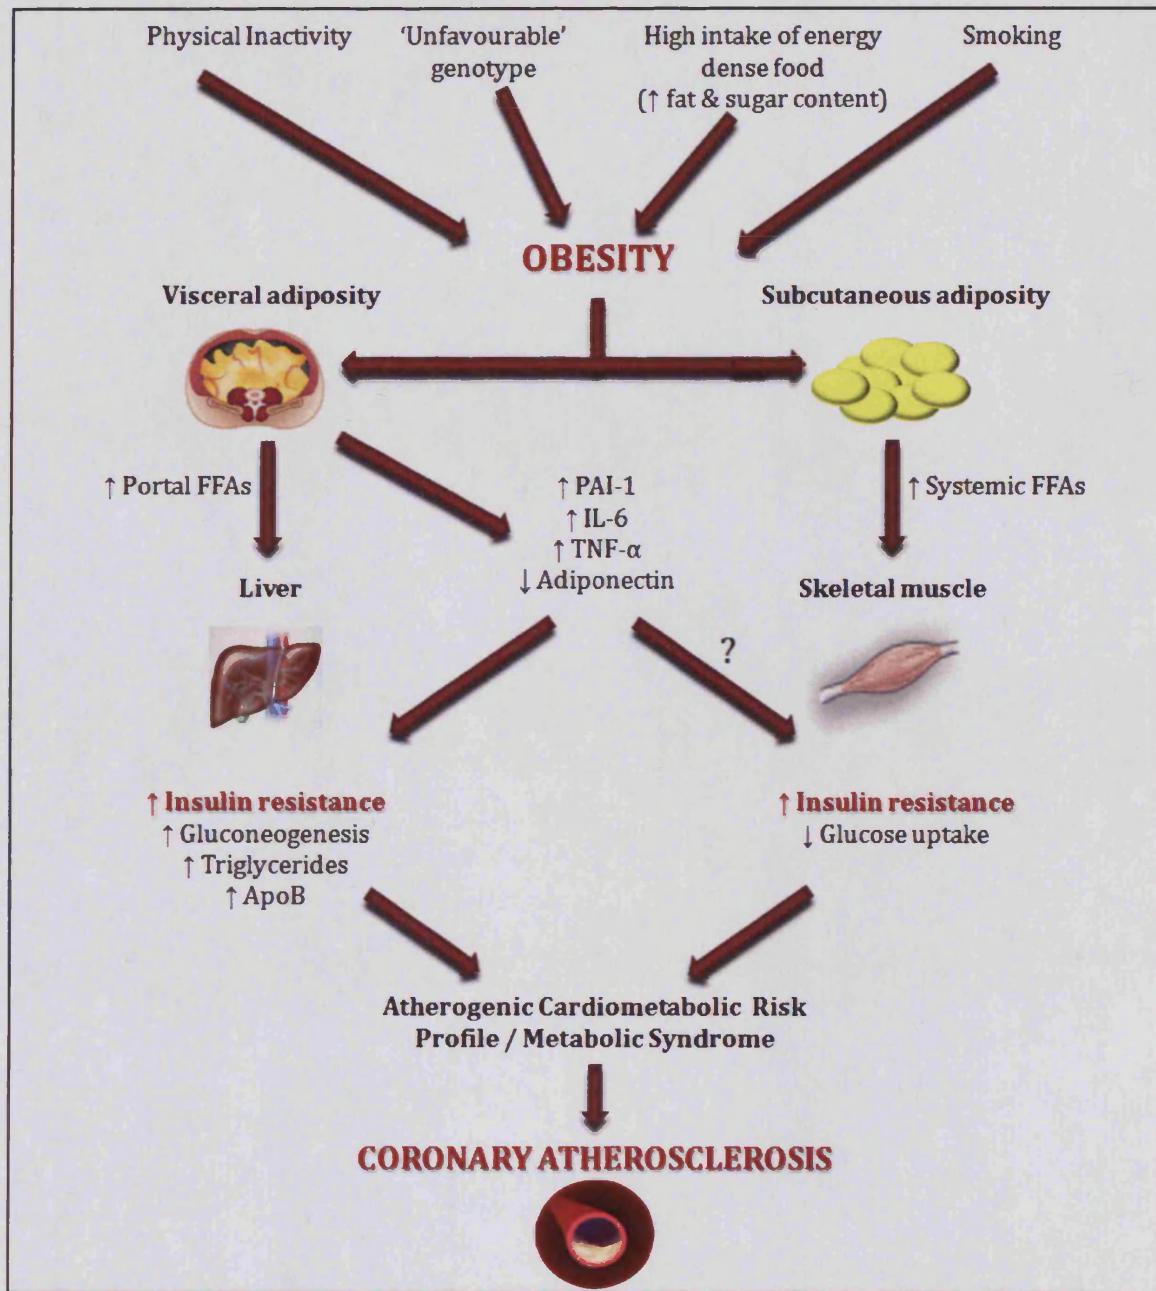 Physical Inactivity
‘Unfavourable’
genotype
High intake of energy
dense food
(↑ fat & sugar content)
Smoking
OBESITY
Visceral adiposity
Subcutaneous adiposity
↑ Portal FFAs
↑ PAI-1
↑ IL-6
↑ TNF-α
↓ Adiponectin
↑ Systemic FFAs
Liver
Skeletal muscle
?
↑ Insulin resistance
↑ Gluconeogenesis
↑ Triglycerides
↑ ApoB
↑ Insulin resistance
↓ Glucose uptake
Atherogenic Cardiometabolic Risk
Profile / Metabolic Syndrome
CORONARY ATHEROSCLEROSIS